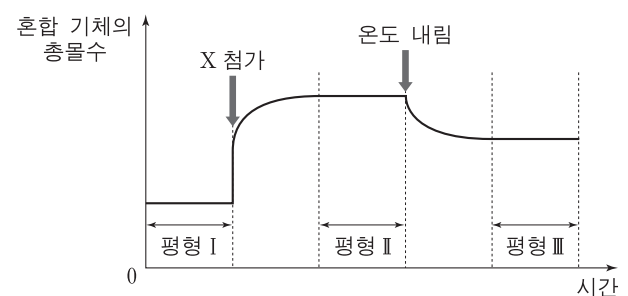 혼합 기체의
총몰수
X 첨가
온도 내림
평형 Ⅰ
평형 Ⅱ
평형 Ⅲ
0
시간